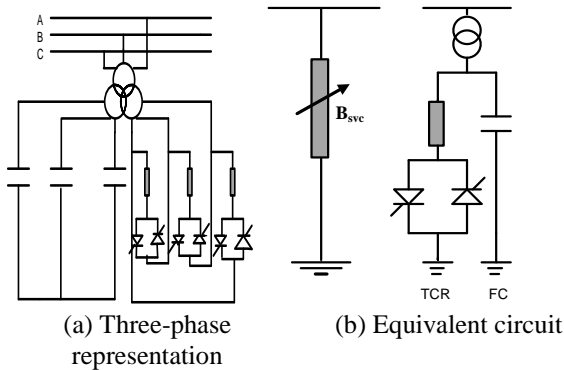 A
B
C
B_svc
TCR
FC
(a) Three-phase
representation
(b) Equivalent circuit